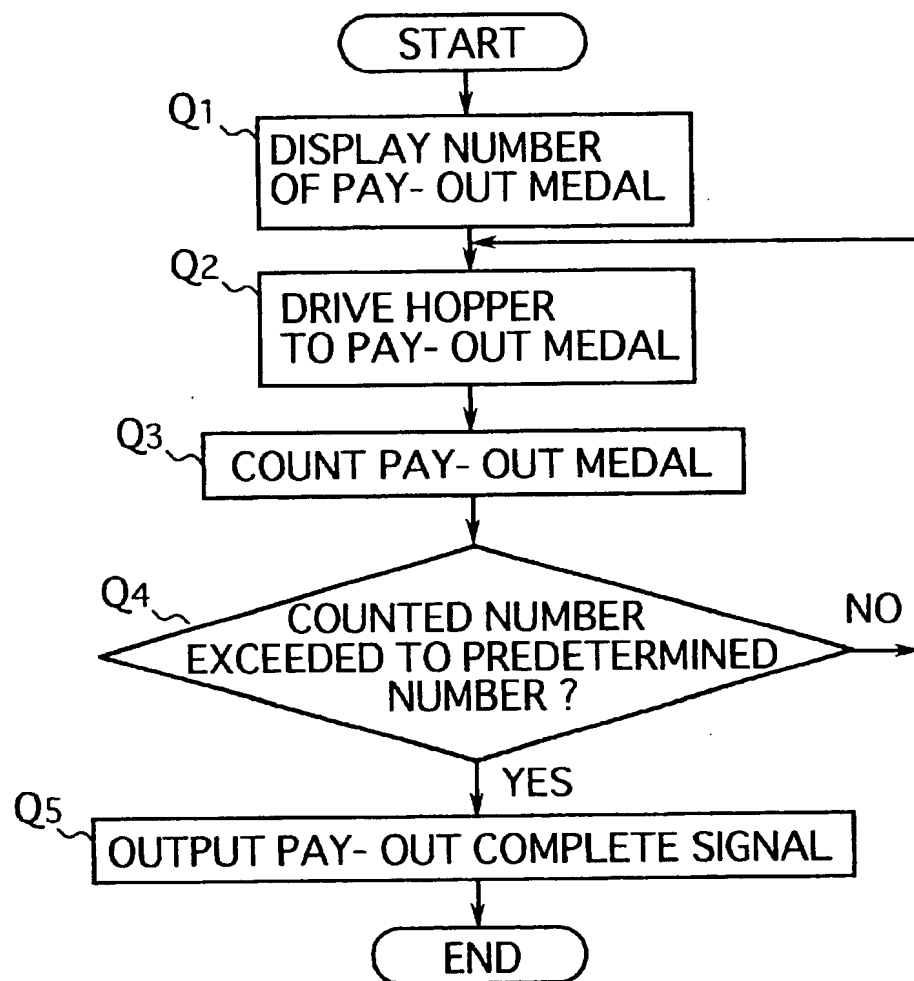 START
Q1
DISPLAY NUMBER
OF PAY- OUT MEDAL
Q2
DRIVE HOPPER
TO PAY- OUT MEDAL
Q3
COUNT PAY- OUT MEDAL
Q4
COUNTED NUMBER
EXCEEDED TO PREDETERMINED
NUMBER ?
NO
YES
Q5
OUTPUT PAY- OUT COMPLETE SIGNAL
END